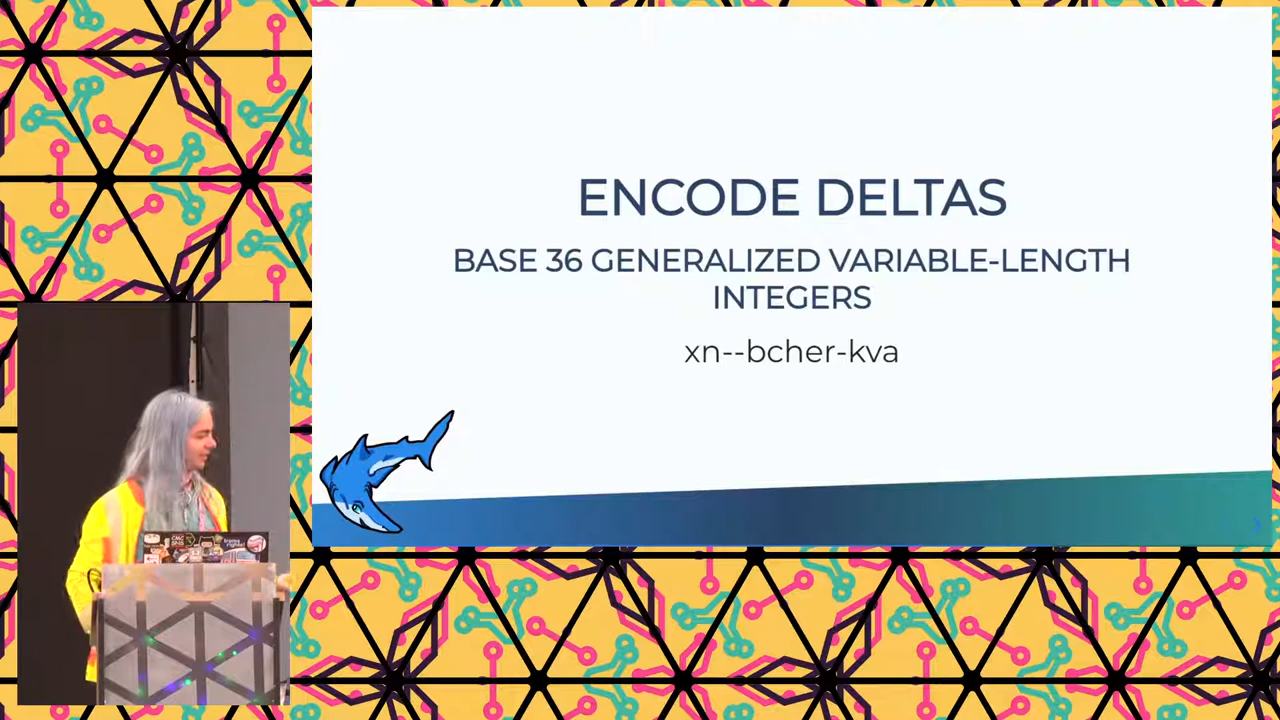 ENCODE DELTAS
BASE 36 GENERALIZED VARIABLE-LENGTH
INTEGERS
xn--bcher-kva